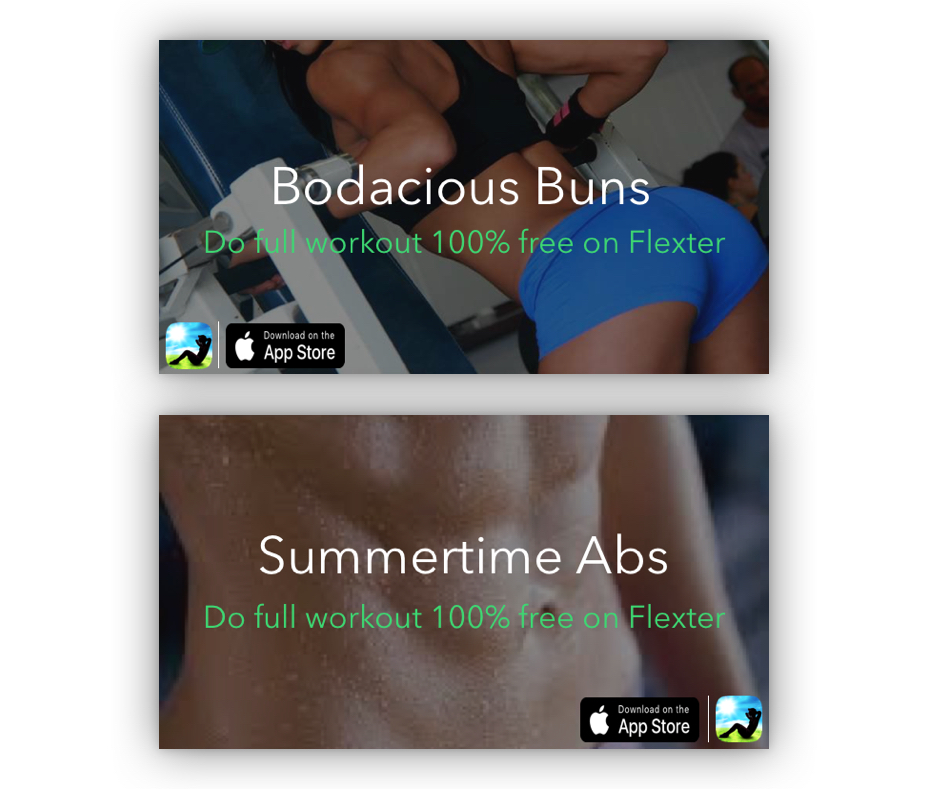 Bodacious Buns
Do full workout 100% free on Flexter
Download on the
App Store
Summertime Abs
Do full workout 100% free on Flexter
Download on the
App Store